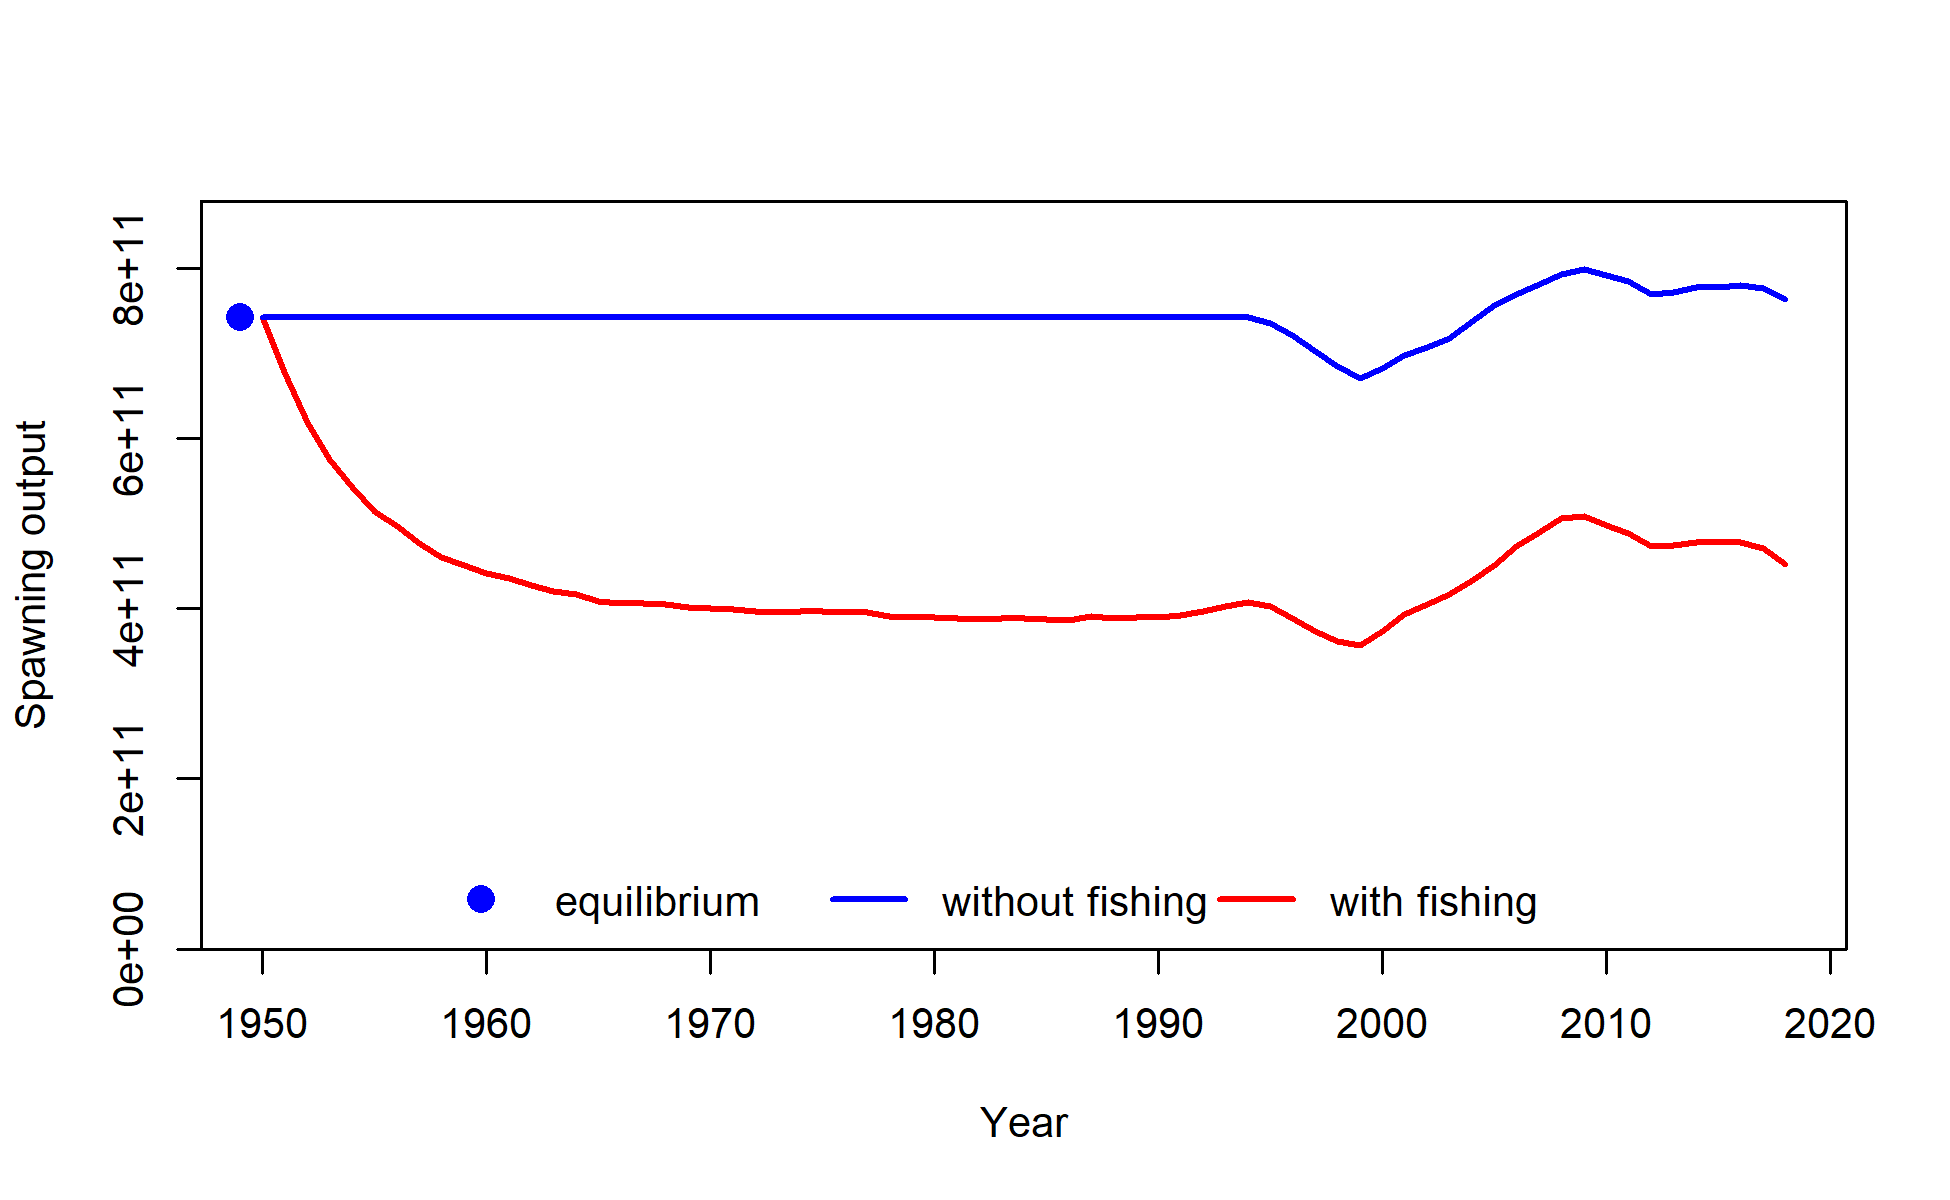 Spawning output
8e+11
6e+11
4e+11
2e+11
0e+00
equilibrium without fishing with fishing
1950 1960 1970 1980 1990 2000 2010 2020
Year